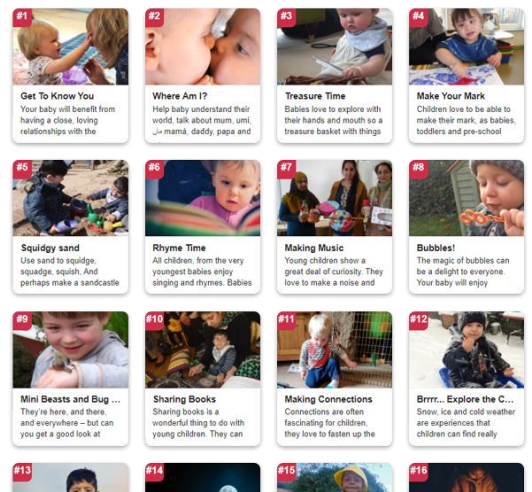 #1
Get To Know You
Your baby will benefit from
having a close, loving
relationships with the
#2
Where Am I?
Help baby understand their
world, talk about mum, umi,
مل mamá, daddy, papa and
#3
Treasure Time
Babies love to explore with
their hands and mouth so a
treasure basket with things
#4
Make Your Mark
Children love to be able to
make their mark, as babies,
toddlers and pre-school
#5
Squidgy sand
Use sand to squidge,
squadge, squish. And
perhaps make a sandcastle
#6
Rhyme Time
All children, from the very
youngest babies enjoy
singing and rhymes. Babies
#7
Making Music
Young children show a
great deal of curiosity. They
love to make a noise and
#8
Bubbles!
The magic of bubbles can
be a delight to everyone.
Your baby will enjoy
#9
Mini Beasts and Bug ...
They're here, and there,
and everywhere – but can
you get a good look at
#10
Sharing Books
Sharing books is a
wonderful thing to do with
young children. They can
#11
Making Connections
Connections are often
fascinating for children,
they love to fasten up the
#12
Brrrr... Explore the C...
Snow, ice and cold weather
are experiences that
children can find really
#13
#14
#15
#16